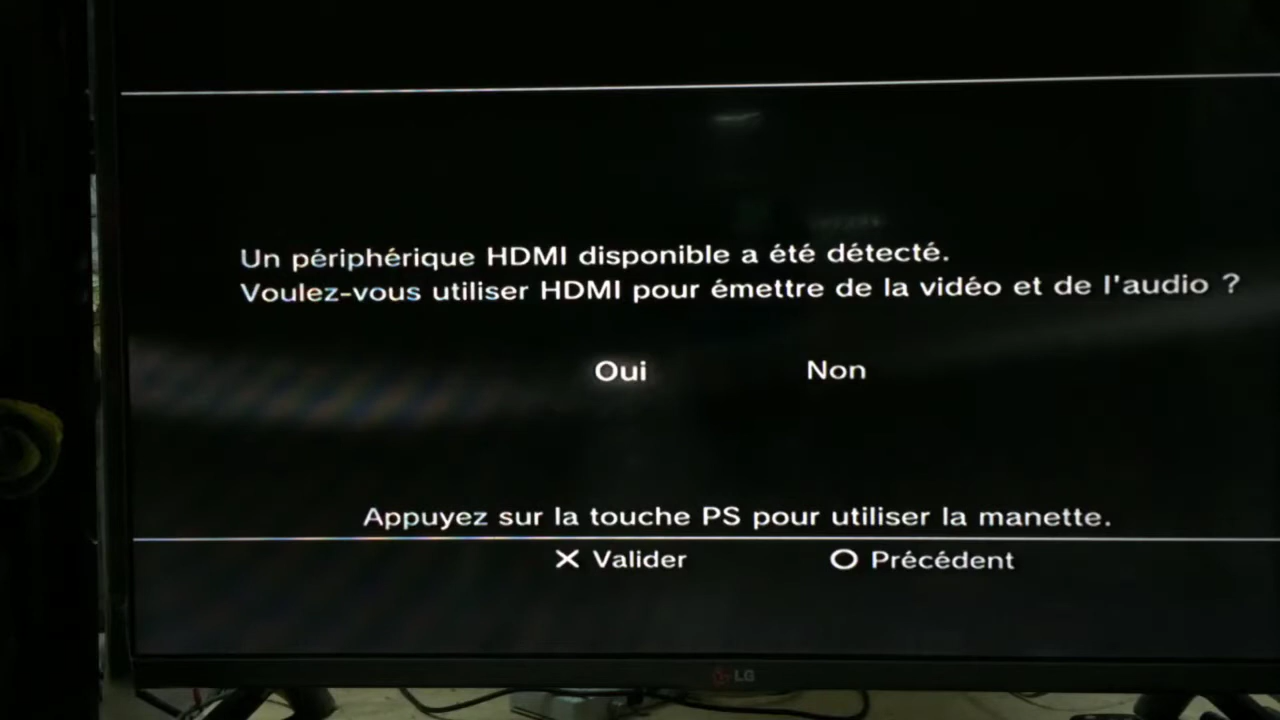 Un périphérique HDMI disponible a été détecté.
Voulez-vous utiliser HDMI pour émettre de la vidéo et de l'audio ?
Oui Non
Appuyez sur la touche PS pour utiliser la manette.
X Valider O Précédent
LG